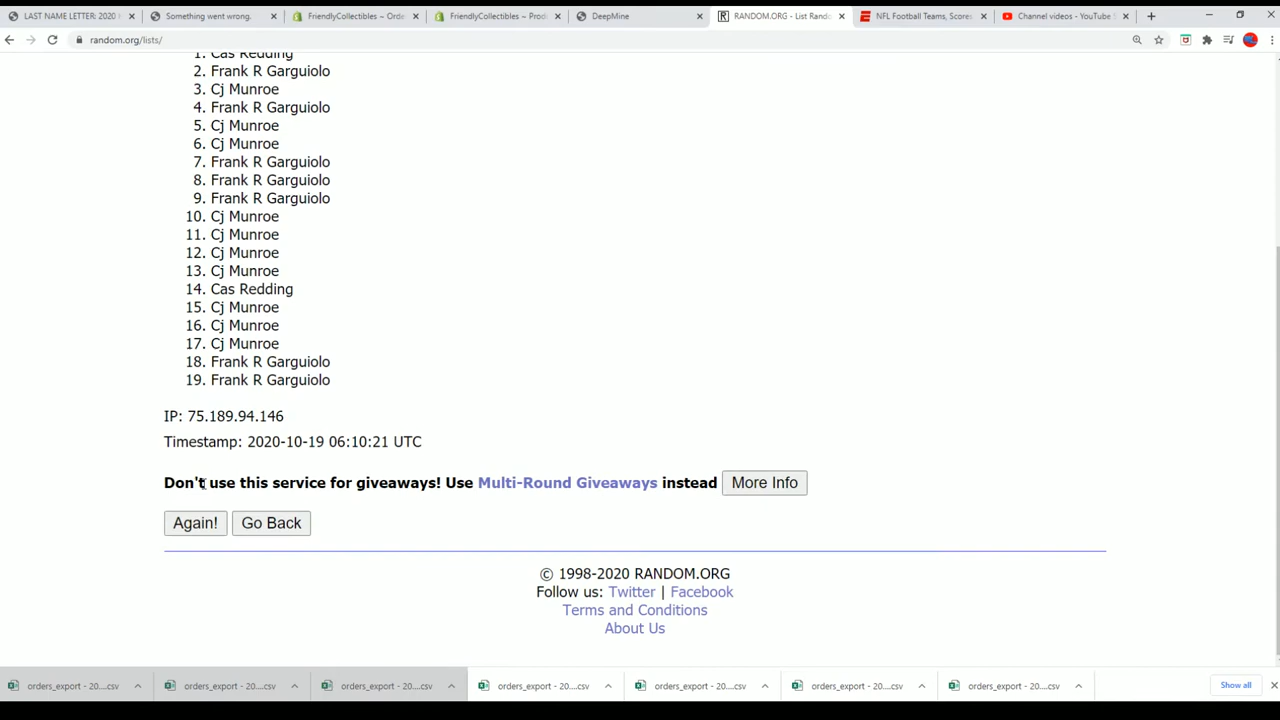 LAST NAME LETTER: 2020
Something went wrong.
FriendlyCollectibles ~ Orde
FriendlyCollectibles ~ Prod
DeepMine
RANDOM.ORG - List Rando
NFL Football Teams, Scores
Channel videos - YouTube
random.org/lists/
1. Cas Redding
2. Frank R Garguiolo
3. Cj Munroe
4. Frank R Garguiolo
5. Cj Munroe
6. Cj Munroe
7. Frank R Garguiolo
8. Frank R Garguiolo
9. Frank R Garguiolo
10. Cj Munroe
11. Cj Munroe
12. Cj Munroe
13. Cj Munroe
14. Cas Redding
15. Cj Munroe
16. Cj Munroe
17. Cj Munroe
18. Frank R Garguiolo
19. Frank R Garguiolo
IP: 75.189.94.146
Timestamp: 2020-10-19 06:10:21 UTC
Don't use this service for giveaways! Use Multi-Round Giveaways instead More Info
Again! Go Back
© 1998-2020 RANDOM.ORG
Follow us: Twitter | Facebook
Terms and Conditions
About Us
orders_export - 20....csv
orders_export - 20....csv
orders_export - 20....csv
orders_export - 20....csv
orders_export - 20....csv
orders_export - 20....csv
orders_export - 20....csv
Show all